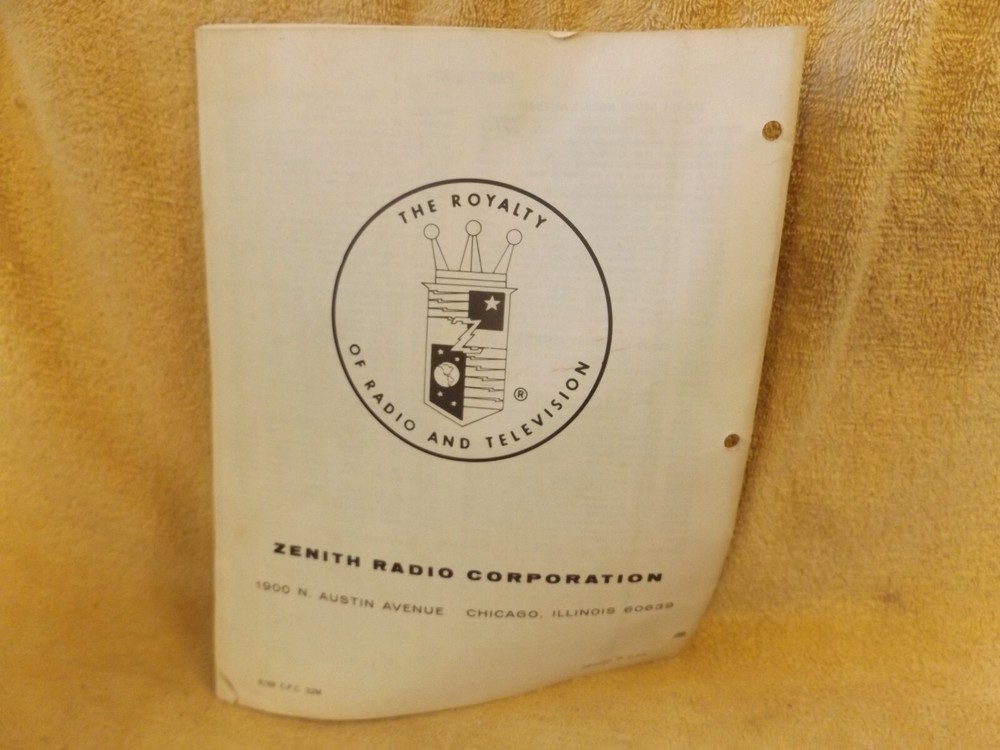 THE ROYALTY
OF RADIO AND TELEVISION
®
ZENITH RADIO CORPORATION
1900 N. AUSTIN AVENUE CHICAGO, ILLINOIS 60639